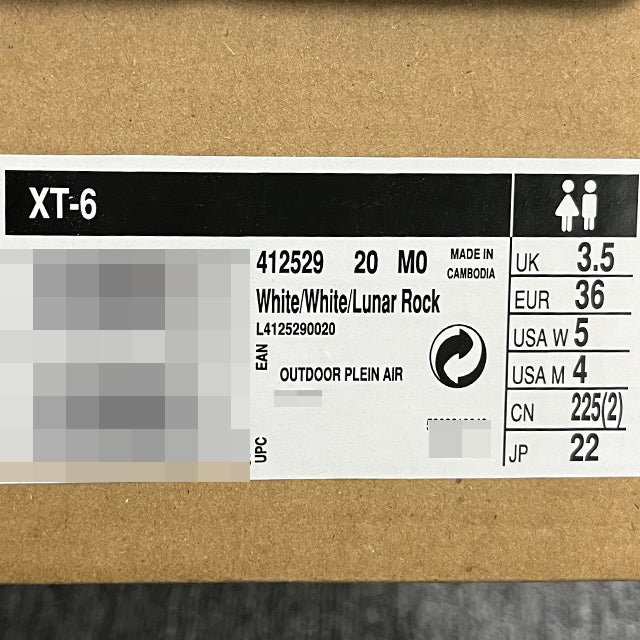 XT-6
412529 20 M0
MADE IN
CAMBODIA
White/White/Lunar Rock
L4125290020
EAN
OUTDOOR PLEIN AIR
UPC
UK 3.5
EUR 36
USA W 5
USA M 4
CN 225(2)
JP 22